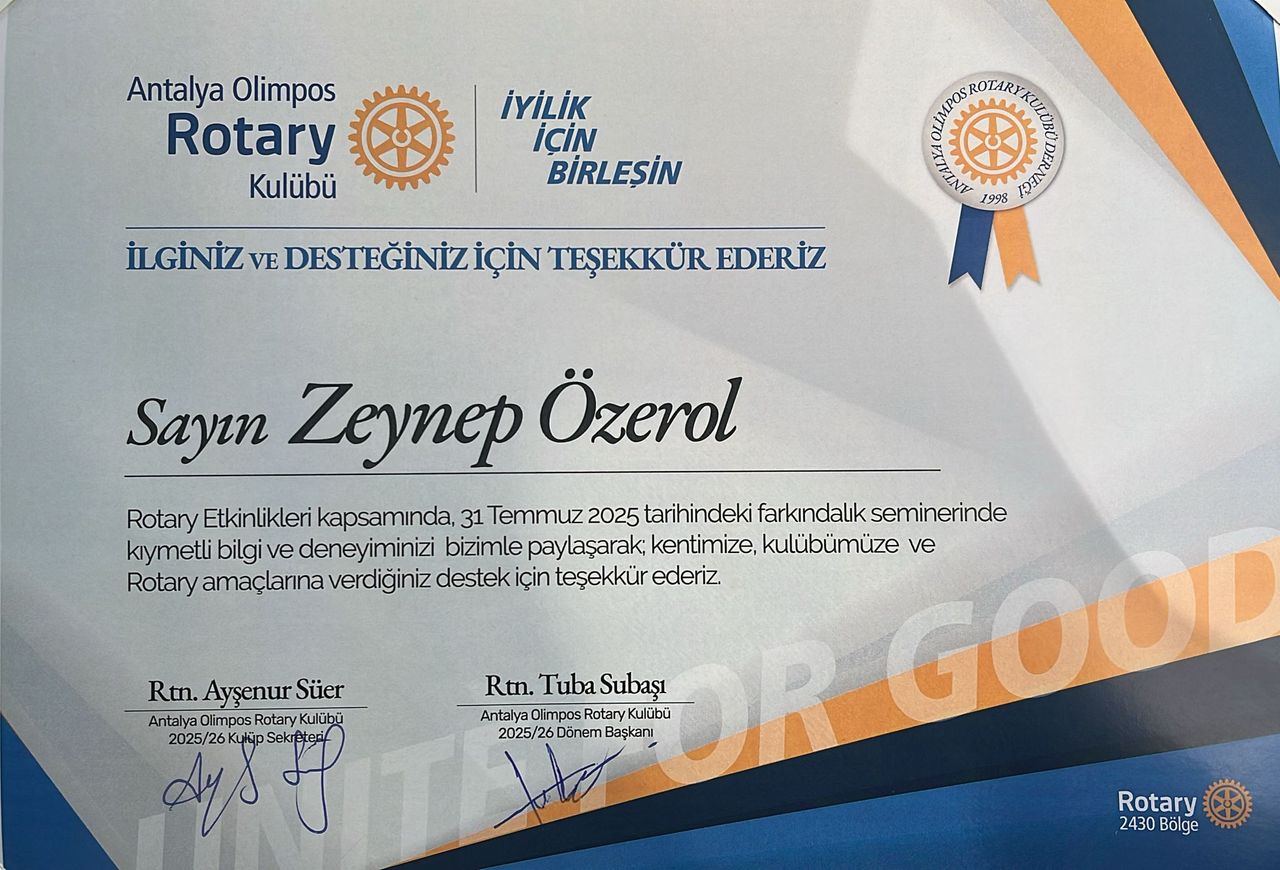 Antalya Olimpos
Rotary
Kulübü
İYİLİK
İÇİN
BİRLEŞİN
ANTALYA OLİMPOS ROTARY KULÜBÜ DERNEĞİ
1998
İLGİNİZ VE DESTEĞİNİZ İÇİN TEŞEKKÜR EDERİZ
Sayın Zeynep Özerol
Rotary Etkinlikleri kapsamında, 31 Temmuz 2025 tarihindeki farkındalık seminerinde
kıymetli bilgi ve deneyiminizi bizimle paylaşarak; kentimize, kulübümüze ve
Rotary amaçlarına verdiğiniz destek için teşekkür ederiz.
Rtn. Ayşenur Süer
Antalya Olimpos Rotary Kulübü
2025/26 Kulüp Sekreteri
Rtn. Tuba Subaşı
Antalya Olimpos Rotary Kulübü
2025/26 Dönem Başkanı
UNITE FOR GOOD
Rotary
2430 Bölge